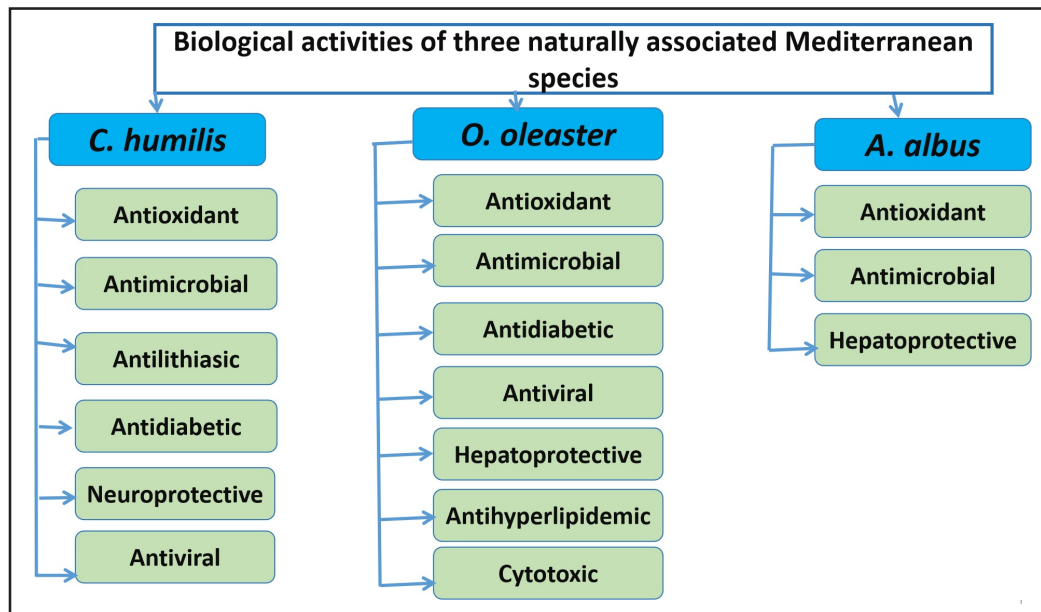 Biological activities of three naturally associated Mediterranean
species
C. humilis
Antioxidant
Antimicrobial
Antilithiasic
Antidiabetic
Neuroprotective
Antiviral
O. oleaster
Antioxidant
Antimicrobial
Antidiabetic
Antiviral
Hepatoprotective
Antihyperlipidemic
Cytotoxic
A. albus
Antioxidant
Antimicrobial
Hepatoprotective